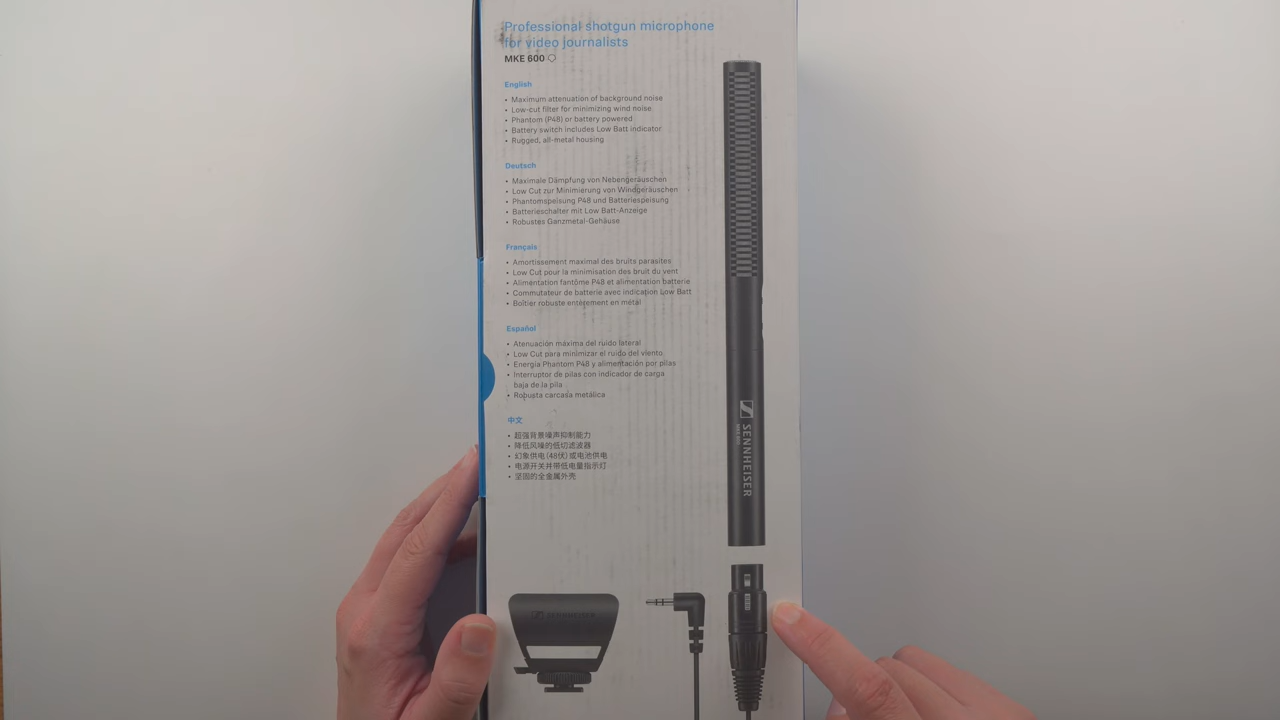 Professional shotgun microphone
for video journalists
MKE 600
English
• Maximum attenuation of background noise
• Low-cut filter for minimizing wind noise
• Phantom (P48) or battery powered
• Battery switch includes Low Batt indicator
• Rugged, all-metal housing
Deutsch
• Maximale Dämpfung von Nebengeräuschen
• Low Cut zur Minimierung von Windgeräuschen
• Phantomspeisung P48 und Batteriespeisung
• Batterieschalter mit Low Batt-Anzeige
• Robustes Ganzmetal-Gehäuse
Français
• Amortissement maximal des bruits parasites
• Low Cut pour la minimisation des bruit du vent
• Alimentation fantôme P48 et alimentation batterie
• Commutateur de batterie avec indication Low Batt
• Boîtier robuste entèrement en métal
Español
• Atenuación máxima del ruido lateral
• Low Cut para minimizar el ruido del viento
• Energía Phantom P48 y alimentación por pilas
• Interruptor de pilas con indicador de carga
baja de la pila
• Robusta carcasa metálica
中文
• 超强背景噪声抑制能力
• 降低风噪的低切滤波器
• 幻象供电(48伏)或电池供电
• 电源开关并带低电量指示灯
• 坚固的全金属外壳
SENNHEISER
MKE 600
SENNHEISER